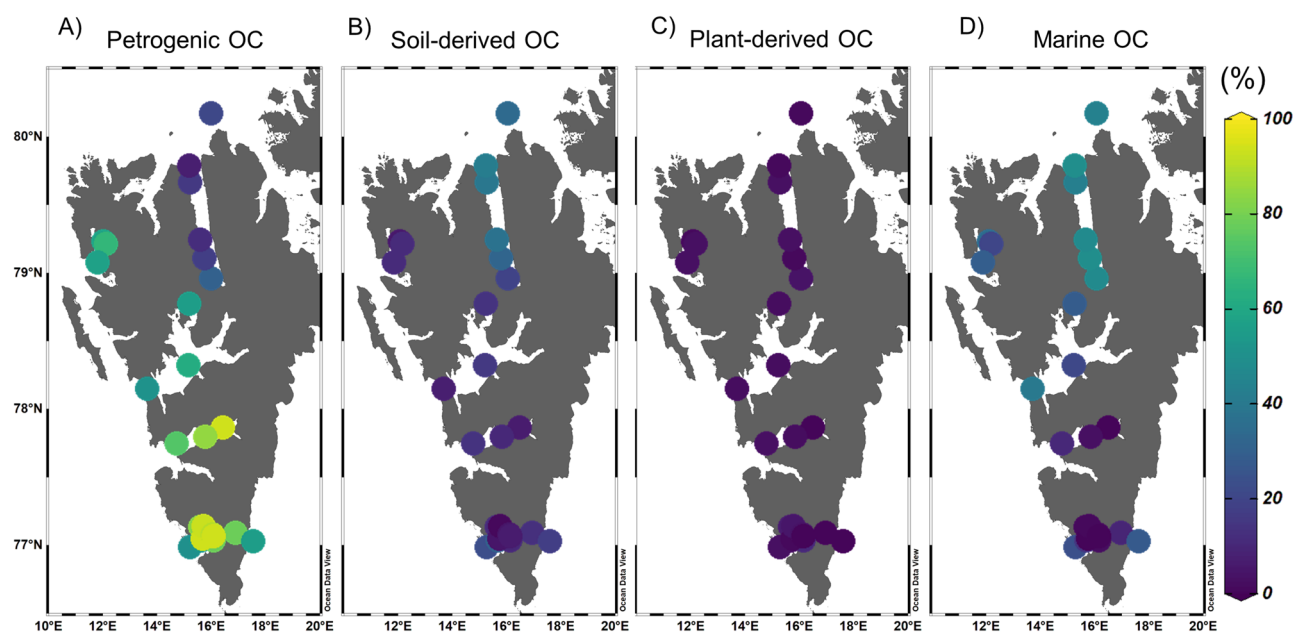 A) Petrogenic OC
B) Soil-derived OC
C) Plant-derived OC
D) Marine OC
(%)
100
80
60
40
20
0
80°N
79°N
78°N
77°N
Ocean Data View
Ocean Data View
Ocean Data View
Ocean Data View
10°E 12°E 14°E 16°E 18°E 20°E
12°E 14°E 16°E 18°E 20°E
12°E 14°E 16°E 18°E 20°E
12°E 14°E 16°E 18°E 20°E